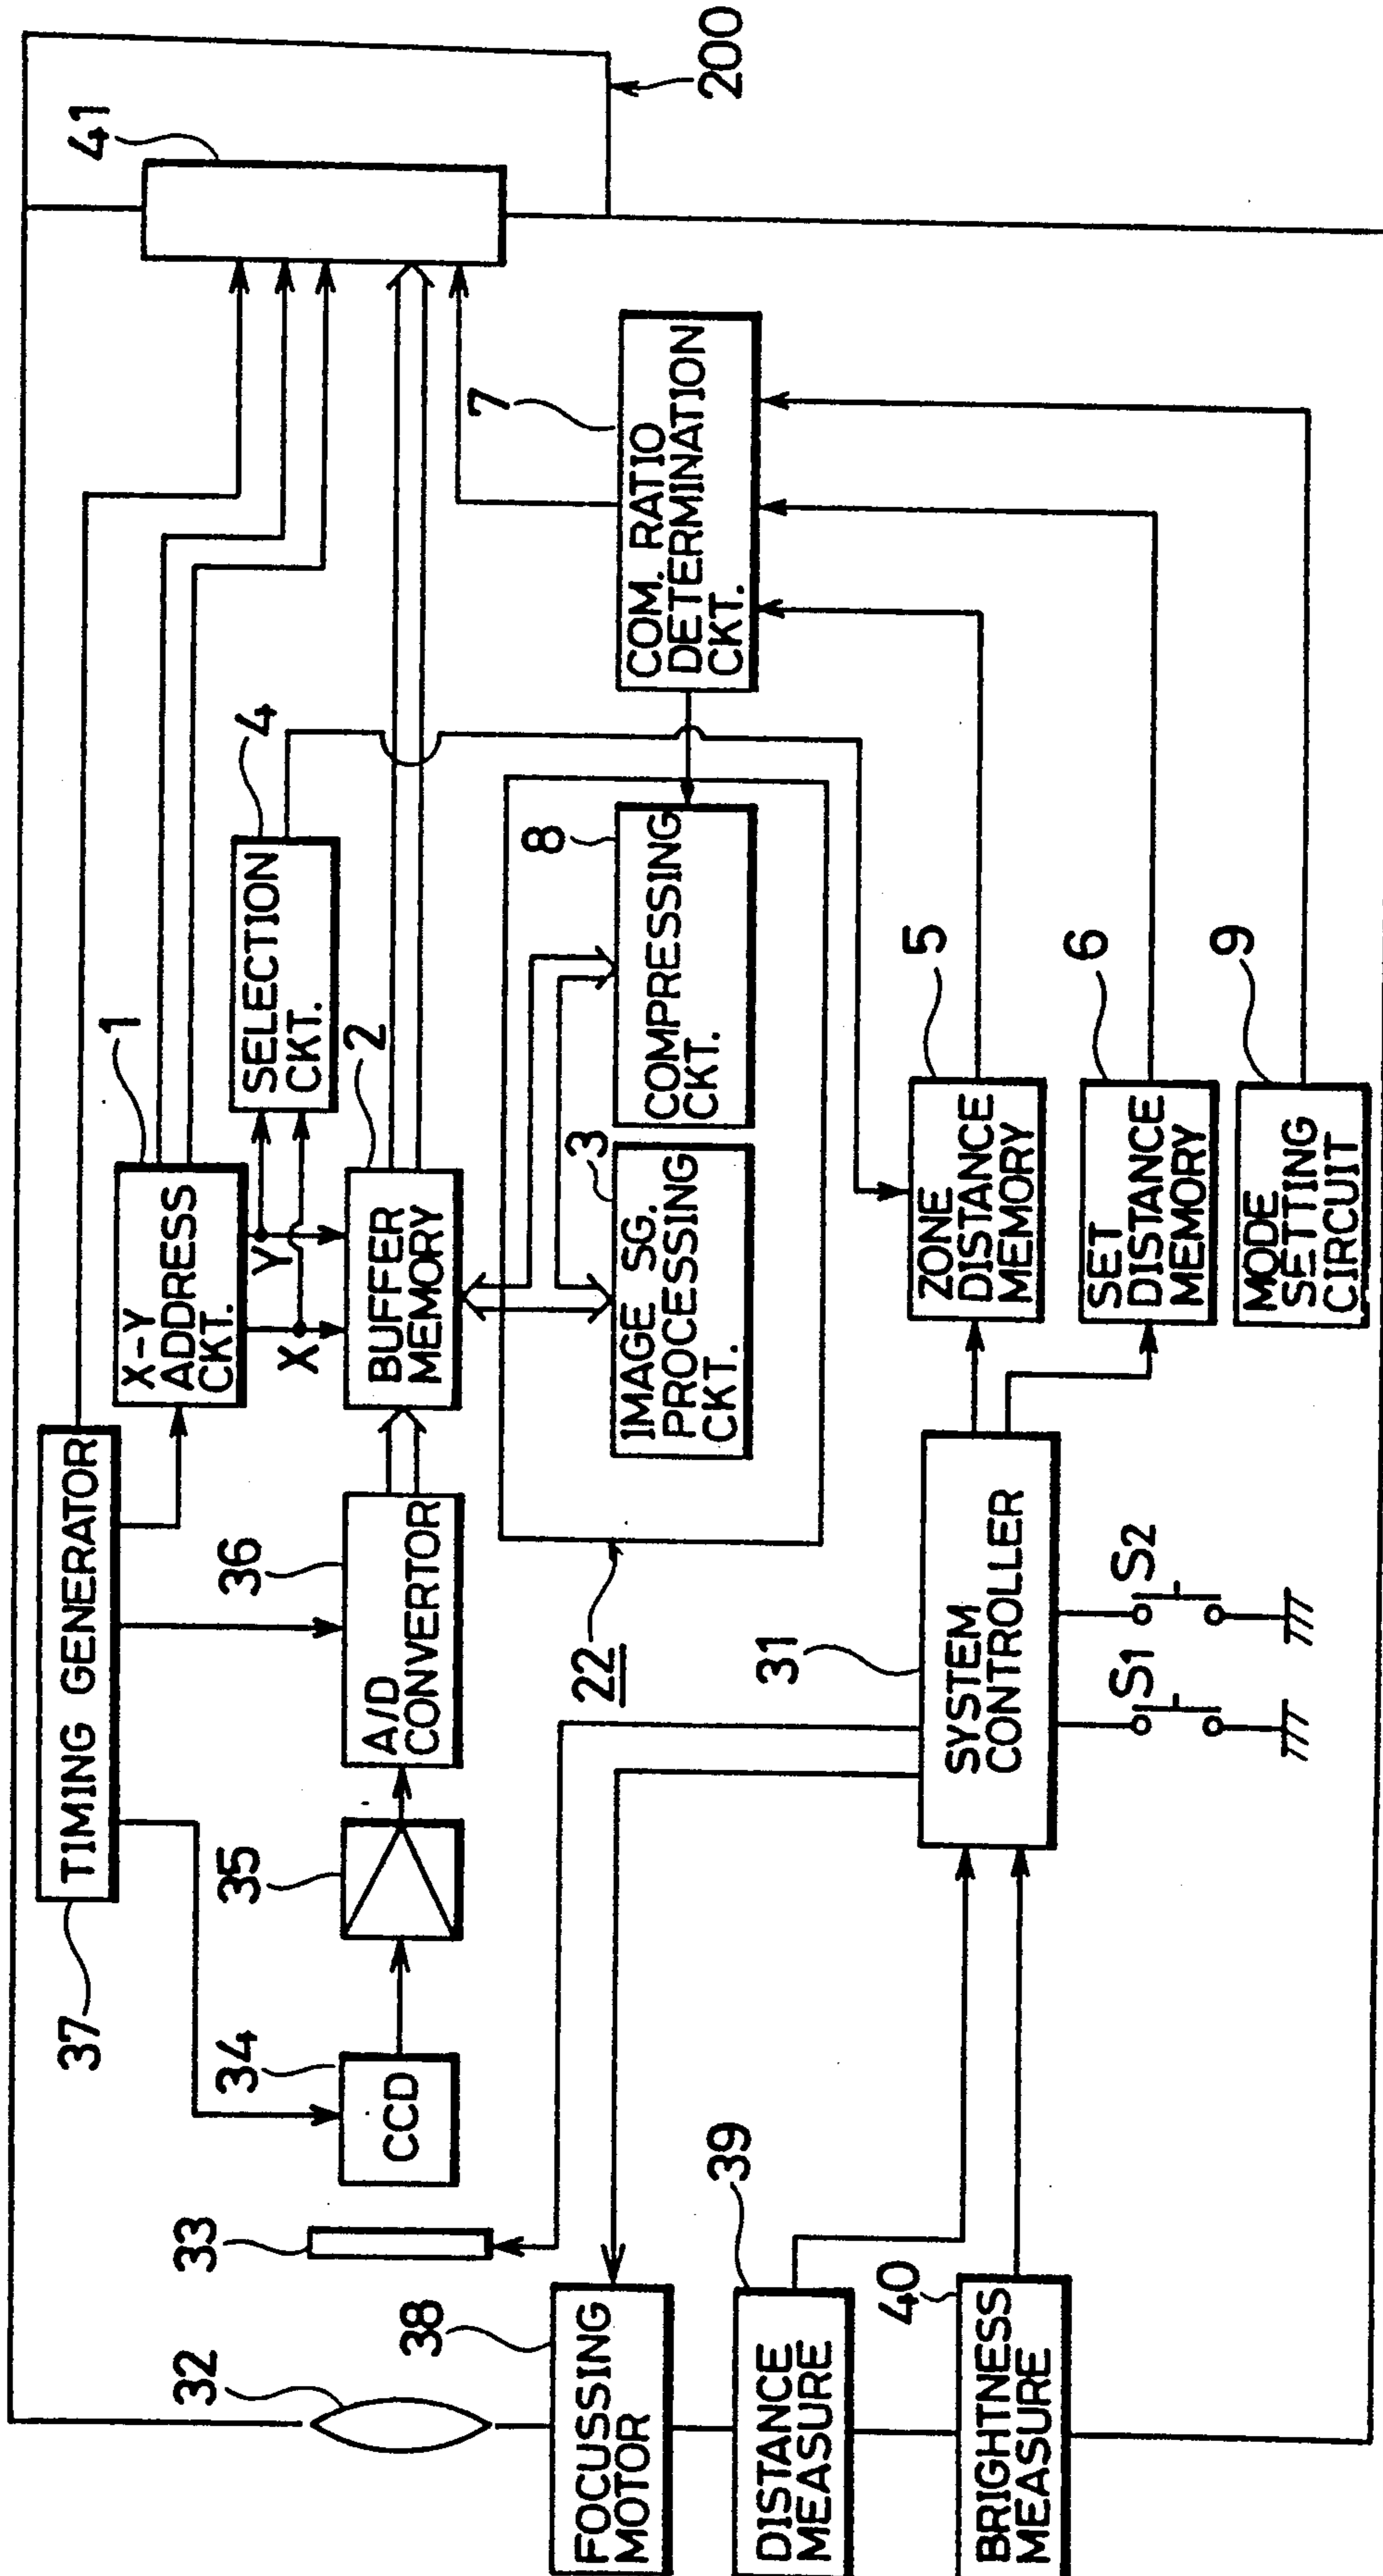 200
41
37
TIMING GENERATOR
1
X-Y
ADDRESS
CKT.
4
SELECTION
CKT.
Y
X
2
BUFFER
MEMORY
36
A/D
CONVERTOR
35
34
CCD
33
32
7
COM. RATIO
DETERMINATION
CKT.
8
COMPRESSING
CKT.
3
IMAGE SG.
PROCESSING
CKT.
22
38
FOCUSSING
MOTOR
39
DISTANCE
MEASURE
40
BRIGHTNESS
MEASURE
31
SYSTEM
CONTROLLER
S1
S2
5
ZONE
DISTANCE
MEMORY
6
SET
DISTANCE
MEMORY
9
MODE
SETTING
CIRCUIT